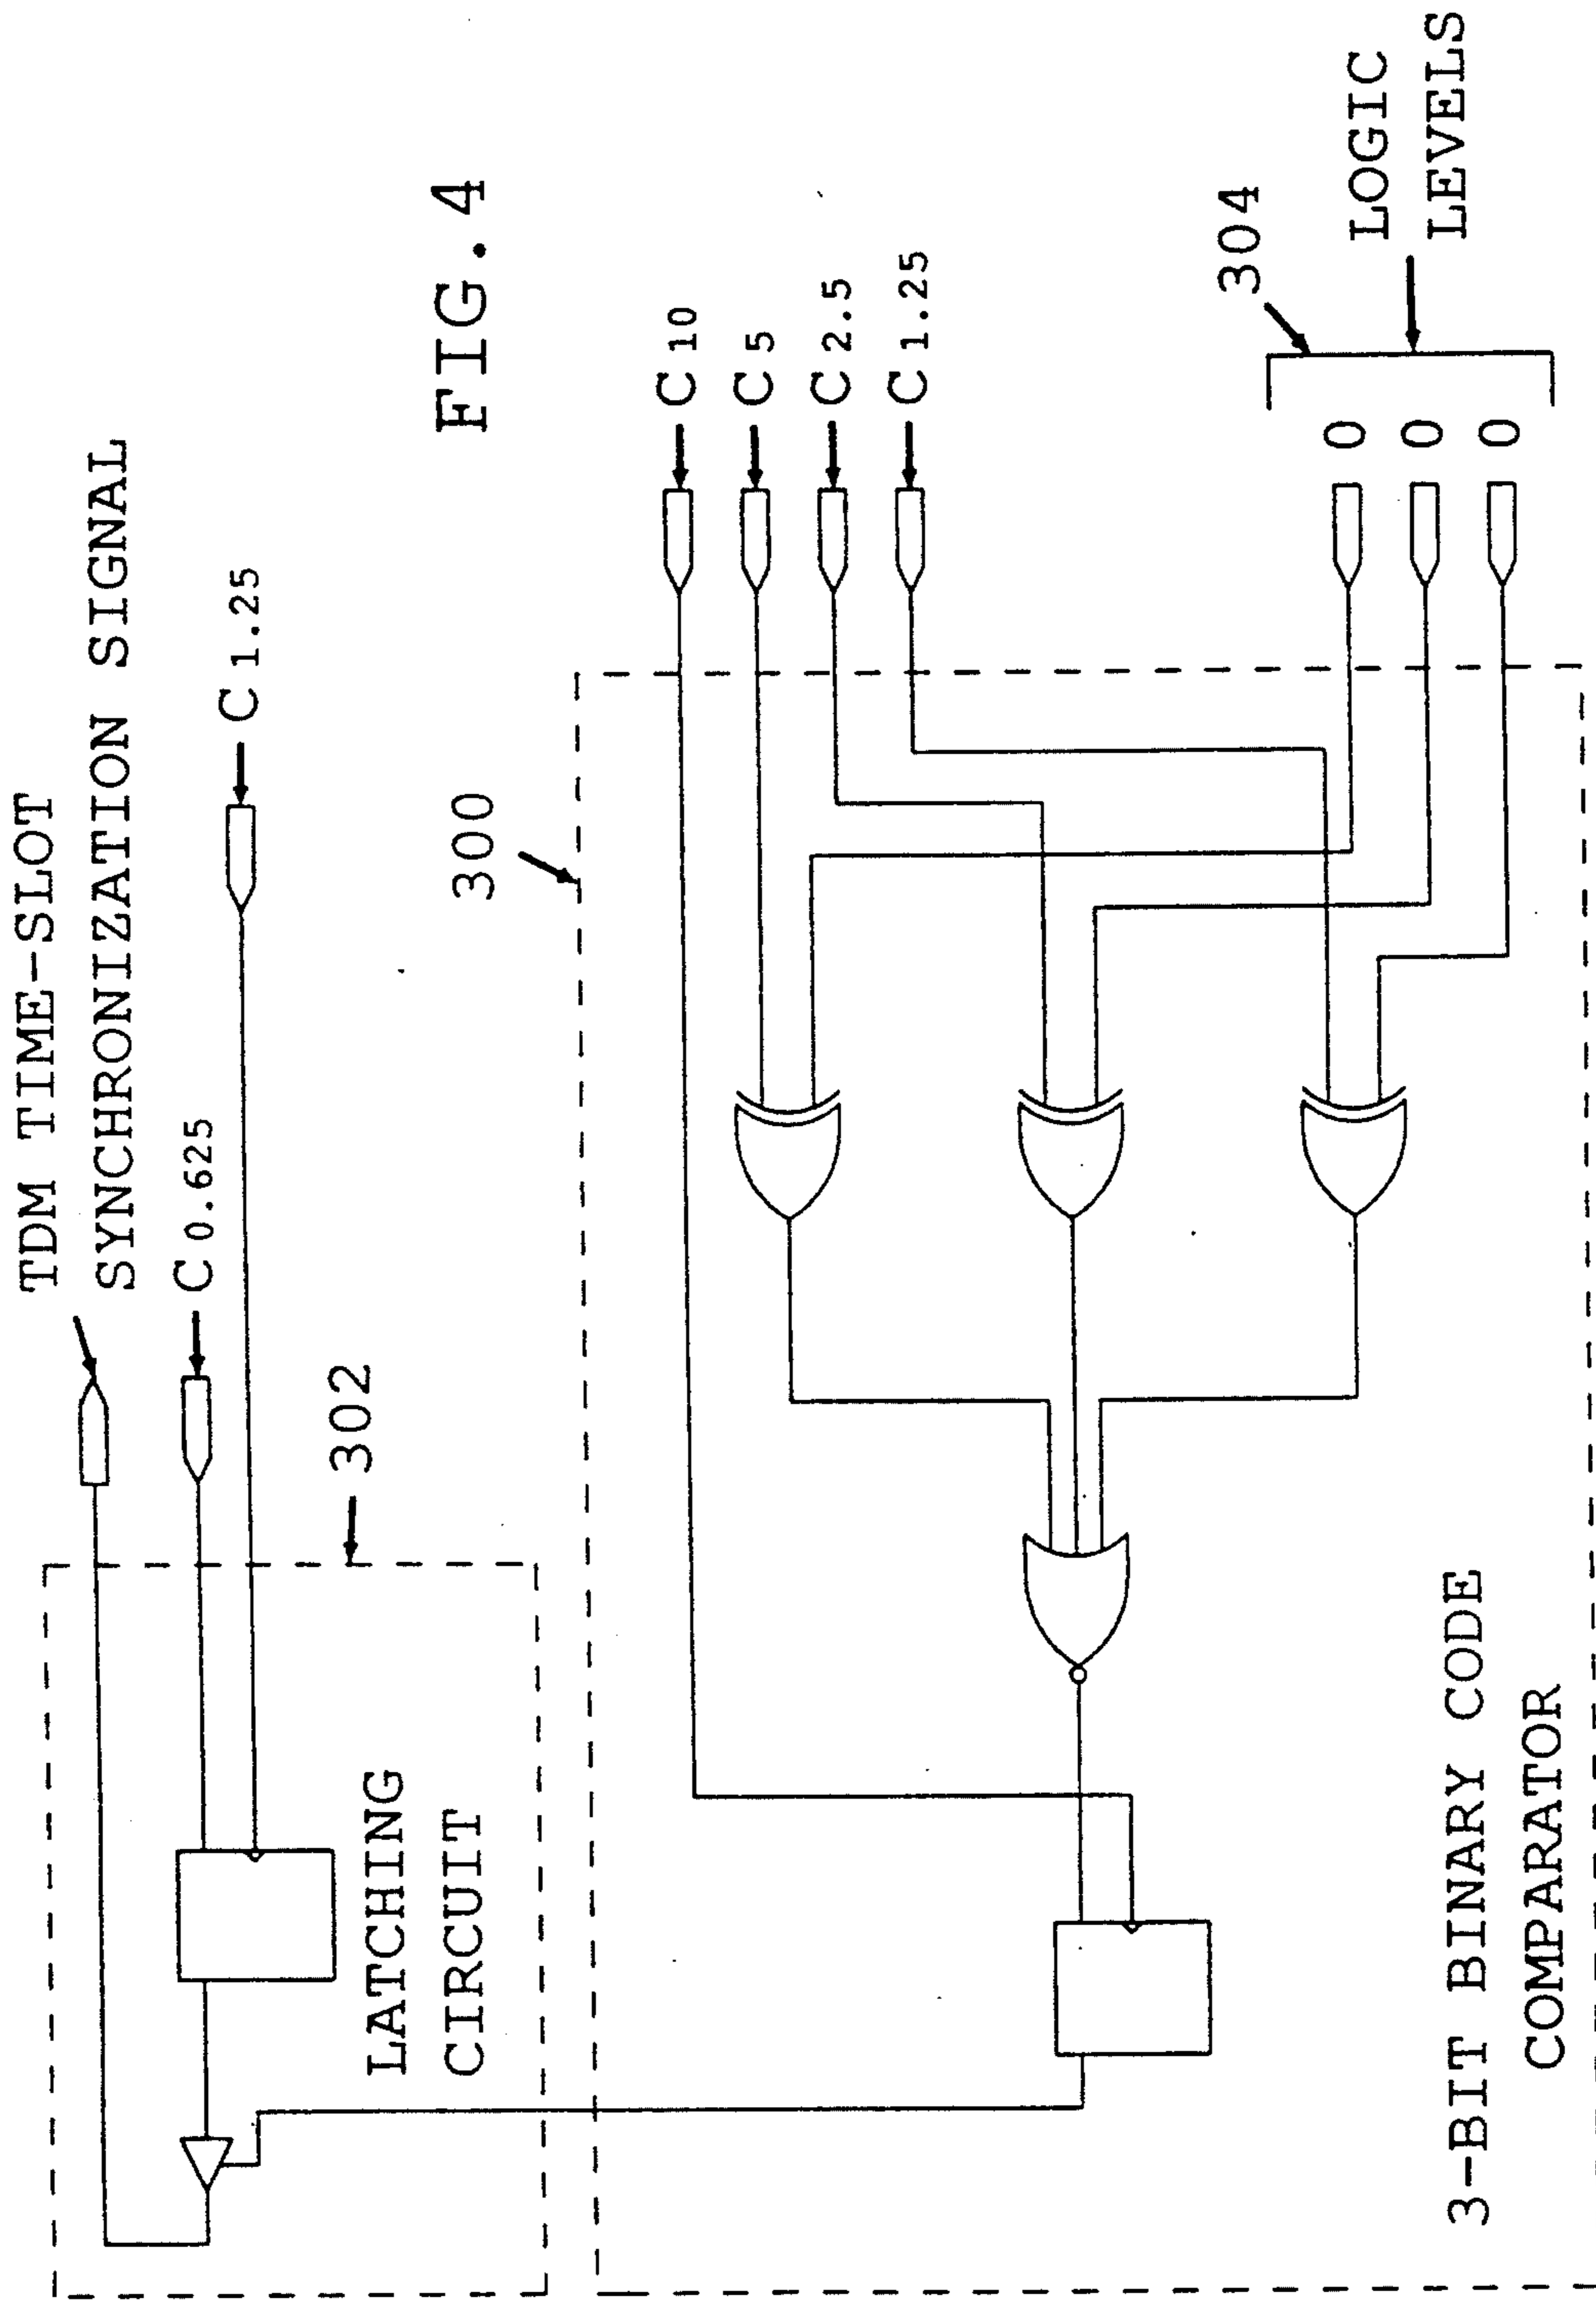 TDM TIME-SLOT
SYNCHRONIZATION SIGNAL
C 0.625
C 1.25
302
LATCHING
CIRCUIT
FIG. 4
300
C 10
C 5
C 2.5
C 1.25
304
0
0
0
LOGIC
LEVELS
3-BIT BINARY CODE
COMPARATOR